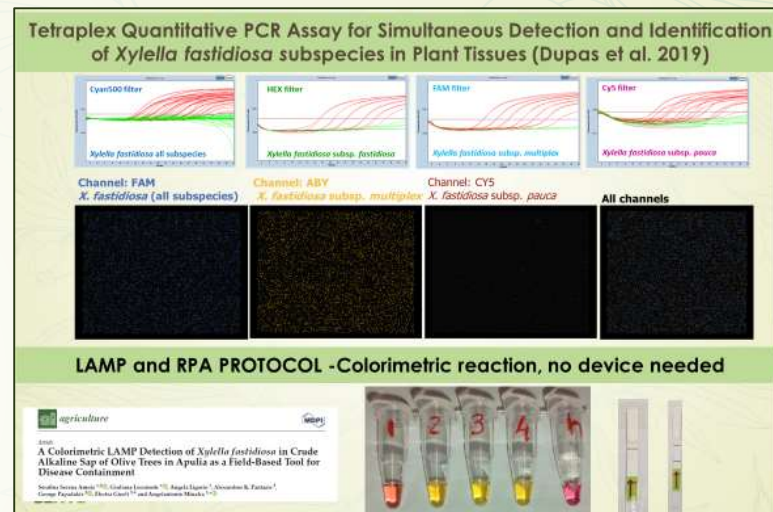 Tetraplex Quantitative PCR Assay for Simultaneous Detection and Identification
of Xylella fastidiosa subspecies in Plant Tissues (Dupas et al. 2019)
Cyan500 filter
Xylella fastidiosa all subspecies
HEX filter
Xylella fastidiosa subsp. fastidiosa
FAM filter
Xylella fastidiosa subsp. multiplex
Cy5 filter
Xylella fastidiosa subsp. pauca
Channel: FAM
X. fastidiosa (all subspecies)
Channel: ABY
X. fastidiosa subsp. multiplex
Channel: CY5
X. fastidiosa subsp. pauca
All channels
LAMP and RPA PROTOCOL -Colorimetric reaction, no device needed
agriculture
MDPI
A Colorimetric LAMP Detection of Xylella fastidiosa in Crude
Alkaline Sap of Olive Trees in Apulia as a Field-Based Tool for
Disease Containment
1 2 3 4 n